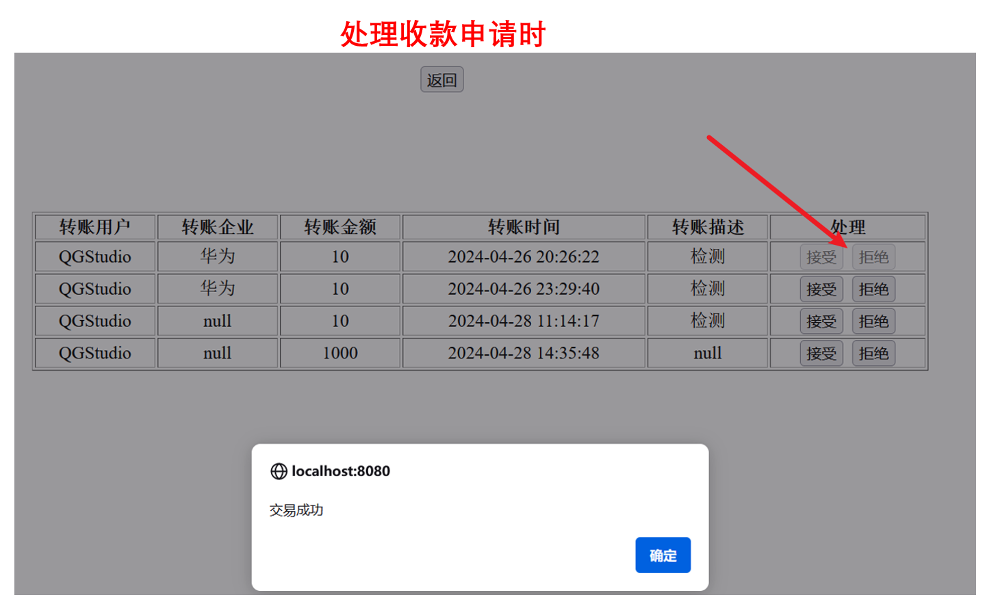 处理收款申请时
返回
转账用户 转账企业 转账金额 转账时间 转账描述 处理
QGStudio 华为 10 2024-04-26 20:26:22 检测 接受 拒绝
QGStudio 华为 10 2024-04-26 23:29:40 检测 接受 拒绝
QGStudio null 10 2024-04-28 11:14:17 检测 接受 拒绝
QGStudio null 1000 2024-04-28 14:35:48 null 接受 拒绝
localhost:8080
交易成功
确定